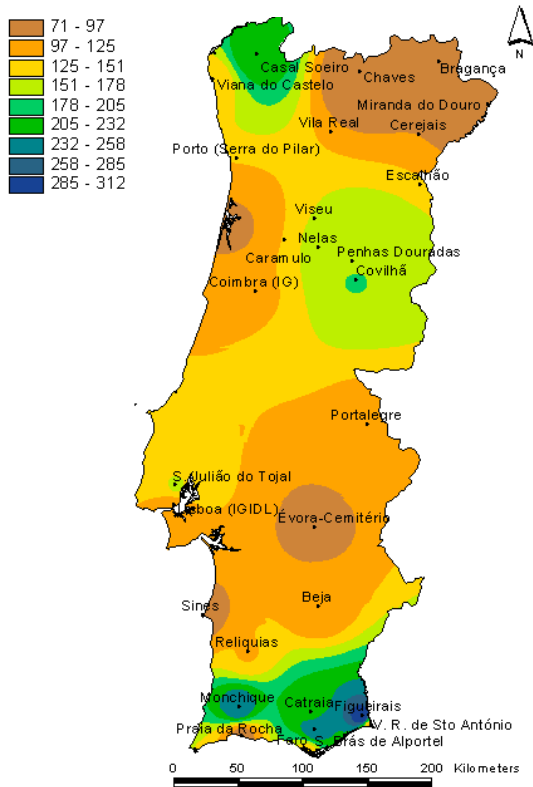 71 - 97
97 - 125
125 - 151
151 - 178
178 - 205
205 - 232
232 - 258
258 - 285
285 - 312
N
Casal Soeiro
Chaves
Bragança
Viana do Castelo
Miranda do Douro
Vila Real
Cerejais
Porto (Serra do Pilar)
Escalhão
Viseu
Nelas
Caramulo
Penhas Douradas
Covilhã
Coimbra (IG)
Portalegre
S. Julião do Tojal
sboa (IGIDL)
Évora-Cemitério
Beja
Sines
Reliquias
Monchique
Catraia
Figueirais
Praia da Rocha
V. R. de Sto António
Faro
S. Brás de Alportel
0 50 100 150 200 Kilometers